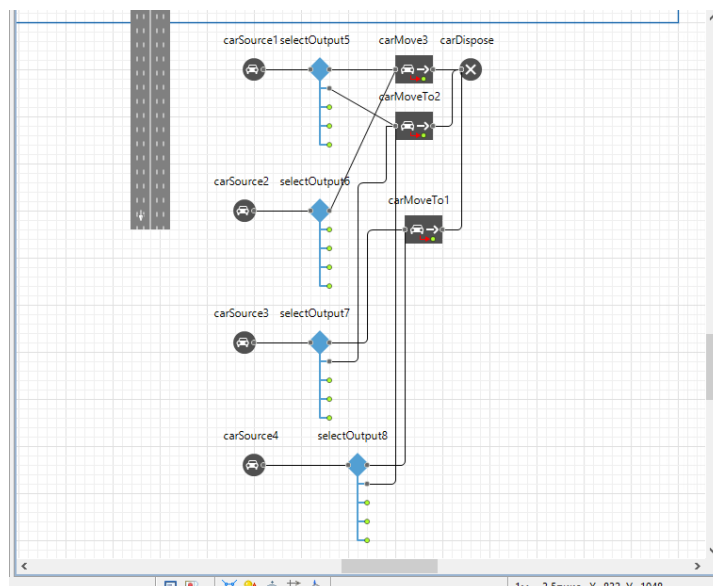 carSource1 selectOutput5 carMove3 carDispose
carMoveTo2
carSource2 selectOutput6
carMoveTo1
carSource3 selectOutput7
carSource4 selectOutput8